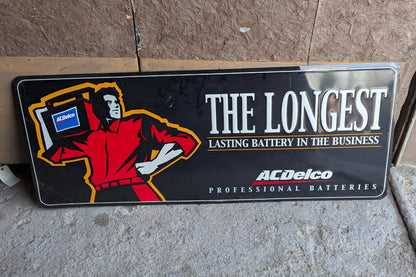 ACDelco
THE LONGEST
LASTING BATTERY IN THE BUSINESS
ACDelco
PROFESSIONAL BATTERIES